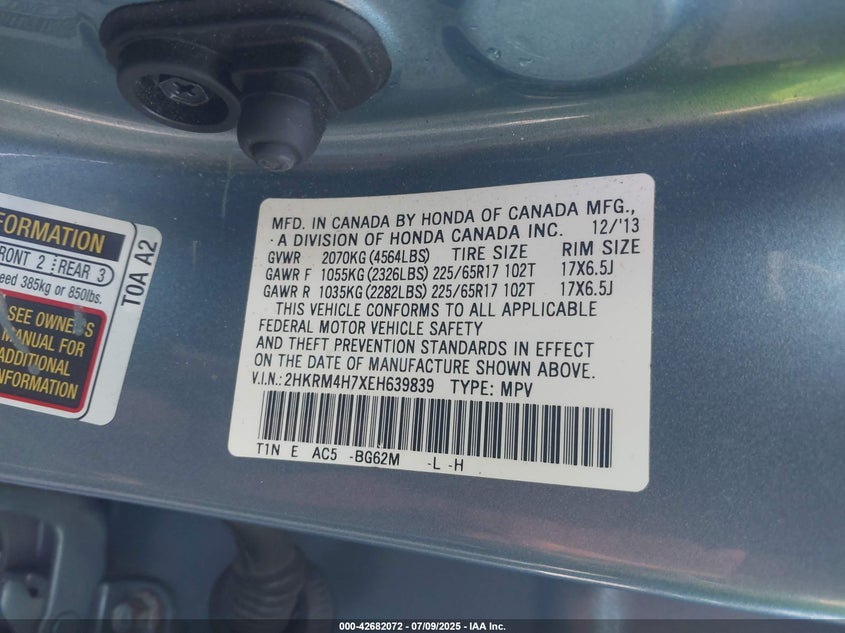 FORMATION
FRONT 2 REAR 3
eed 385kg or 850lbs.
SEE OWNER'S
MANUAL FOR
ADDITIONAL
INFORMATION
TOA A2
MFD. IN CANADA BY HONDA OF CANADA MFG.,
A DIVISION OF HONDA CANADA INC. 12/'13
GVWR 2070KG (4564LBS) TIRE SIZE RIM SIZE
GAWR F 1055KG (2326LBS) 225/65R17 102T 17X6.5J
GAWR R 1035KG (2282LBS) 225/65R17 102T 17X6.5J
THIS VEHICLE CONFORMS TO ALL APPLICABLE
FEDERAL MOTOR VEHICLE SAFETY
AND THEFT PREVENTION STANDARDS IN EFFECT
ON THE DATE OF MANUFACTURE SHOWN ABOVE.
V.I.N.: 2HKRM4H7XEH639839 TYPE: MPV
T1N E AC5 -BG62M -L -H
000-42682072 - 07/09/2025 - IAA Inc.